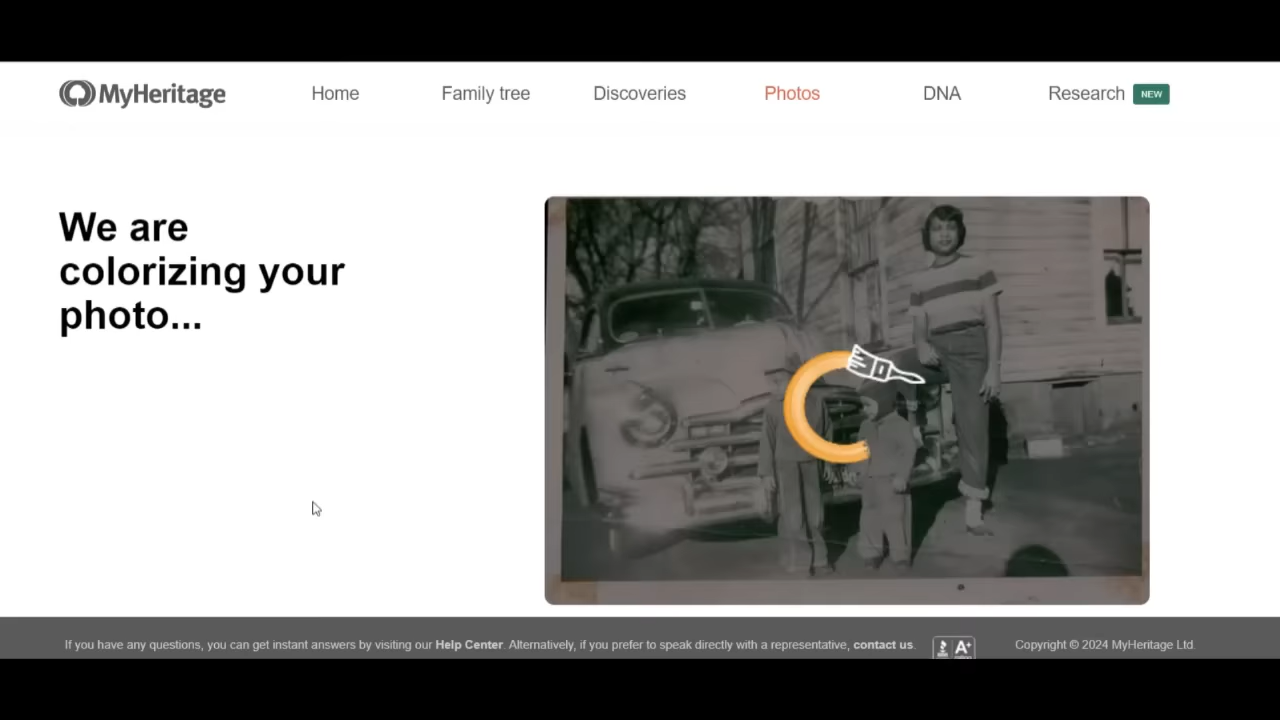 MyHeritage Home Family tree Discoveries Photos DNA Research NEW
We are
colorizing your
photo...
If you have any questions, you can get instant answers by visiting our Help Center. Alternatively, if you prefer to speak directly with a representative, contact us. A+ Copyright © 2024 MyHeritage Ltd.